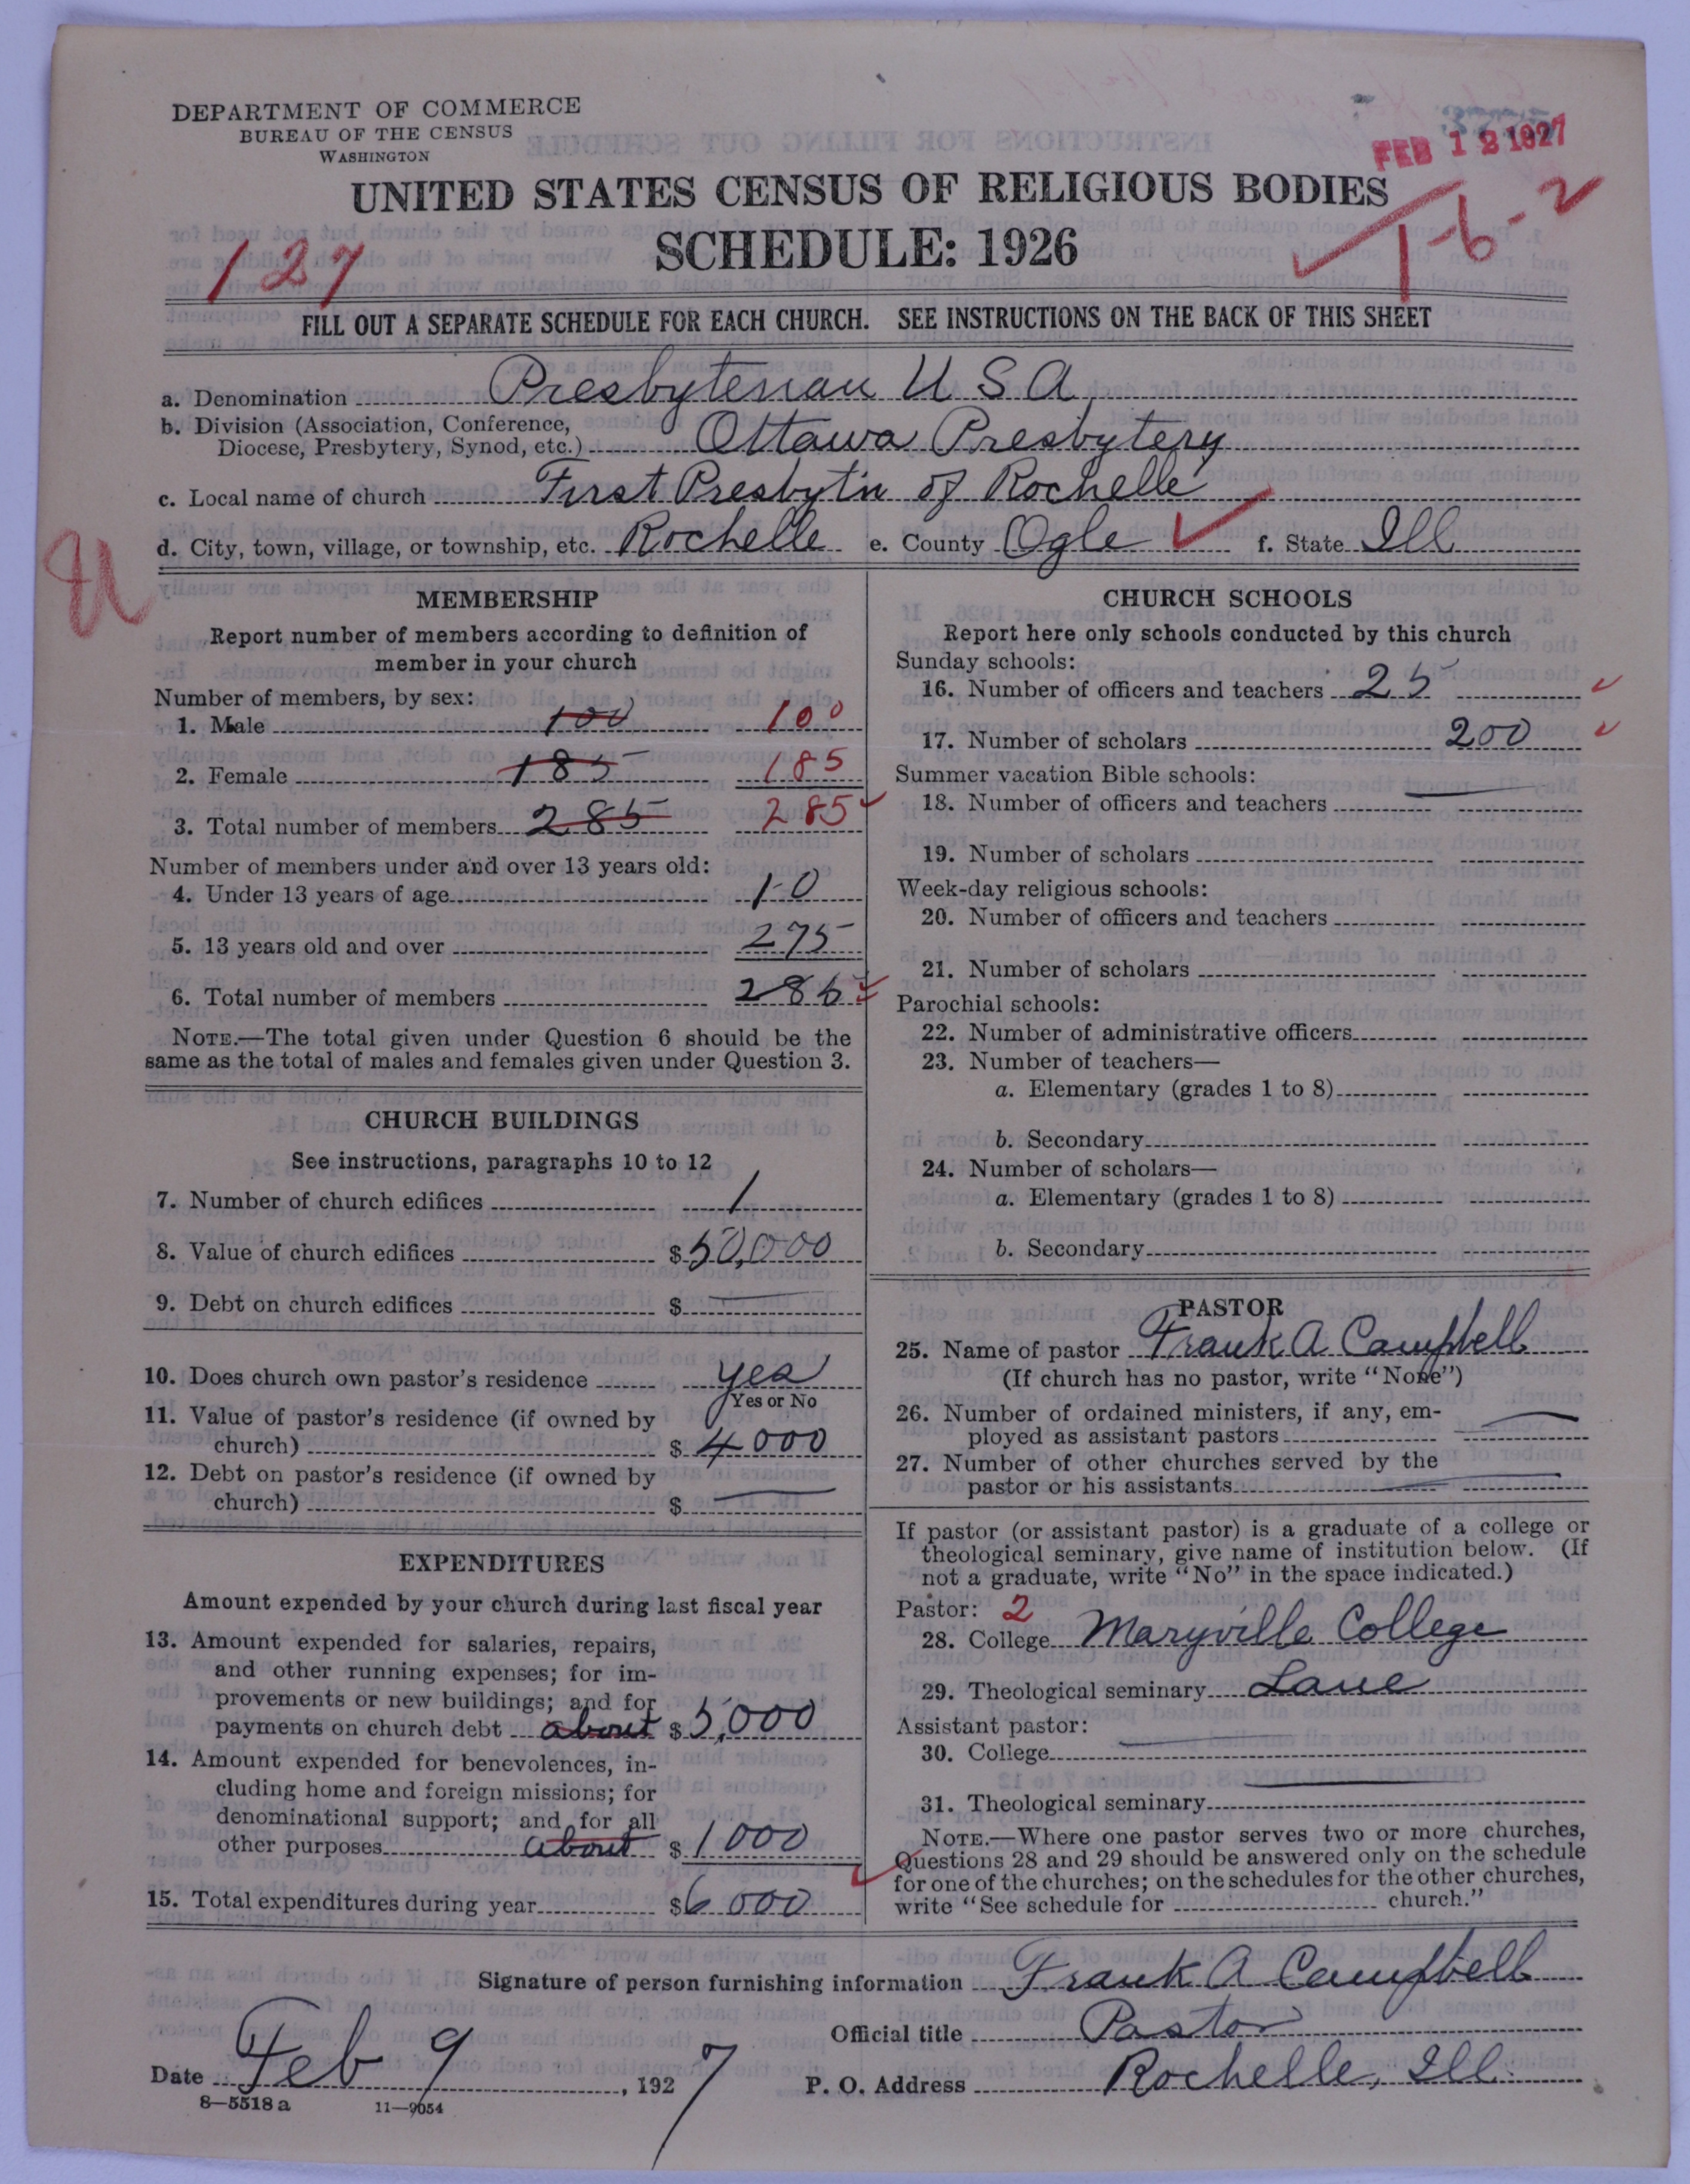 DEPARTMENT OF COMMERCE
BUREAU OF THE CENSUS
WASHINGTON
FEB 12 1927
UNITED STATES CENSUS OF RELIGIOUS BODIES
SCHEDULE: 1926
127
1-6-2
FILL OUT A SEPARATE SCHEDULE FOR EACH CHURCH. SEE INSTRUCTIONS ON THE BACK OF THIS SHEET
a. Denomination Presbyterian U S A
b. Division (Association, Conference,
Diocese, Presbytery, Synod, etc.) Ottawa Presbytery
c. Local name of church First Presbyt'n of Rochelle
d. City, town, village, or township, etc. Rochelle e. County Ogle f. State Ill
U
MEMBERSHIP
Report number of members according to definition of
member in your church
Number of members, by sex:
1. Male 100 100
2. Female 185 185
3. Total number of members 285 285
Number of members under and over 13 years old:
4. Under 13 years of age 10
5. 13 years old and over 275
6. Total number of members 285
NOTE.—The total given under Question 6 should be the
same as the total of males and females given under Question 3.
CHURCH BUILDINGS
See instructions, paragraphs 10 to 12
7. Number of church edifices 1
8. Value of church edifices $50,000
9. Debt on church edifices $ —
10. Does church own pastor's residence yes
Yes or No
11. Value of pastor's residence (if owned by
church) $4000
12. Debt on pastor's residence (if owned by
church) $ —
EXPENDITURES
Amount expended by your church during last fiscal year
13. Amount expended for salaries, repairs,
and other running expenses; for im-
provements or new buildings; and for
payments on church debt about $5,000
14. Amount expended for benevolences, in-
cluding home and foreign missions; for
denominational support; and for all
other purposes about $1000
15. Total expenditures during year $6000
CHURCH SCHOOLS
Report here only schools conducted by this church
Sunday schools:
16. Number of officers and teachers 25
17. Number of scholars 200
Summer vacation Bible schools:
18. Number of officers and teachers —
19. Number of scholars
Week-day religious schools:
20. Number of officers and teachers
21. Number of scholars
Parochial schools:
22. Number of administrative officers
23. Number of teachers—
a. Elementary (grades 1 to 8)
b. Secondary
24. Number of scholars—
a. Elementary (grades 1 to 8)
b. Secondary
PASTOR
25. Name of pastor Frank A Campbell
(If church has no pastor, write "None")
26. Number of ordained ministers, if any, em-
ployed as assistant pastors —
27. Number of other churches served by the
pastor or his assistants —
If pastor (or assistant pastor) is a graduate of a college or
theological seminary, give name of institution below. (If
not a graduate, write "No" in the space indicated.)
Pastor: 2
28. College Maryville College
29. Theological seminary Lane
Assistant pastor:
30. College —
31. Theological seminary —
NOTE.—Where one pastor serves two or more churches,
Questions 28 and 29 should be answered only on the schedule
for one of the churches; on the schedules for the other churches,
write "See schedule for church."
Signature of person furnishing information Frank A Campbell
Official title Pastor
Date Feb 9, 1927
P. O. Address Rochelle, Ill.
8—5518 a 11—9054